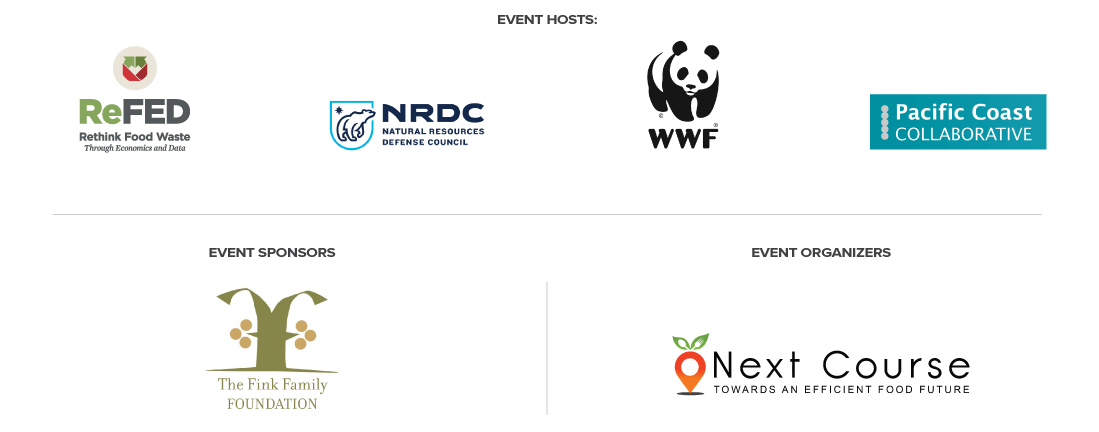 EVENT HOSTS:
ReFED
Rethink Food Waste
Through Economics and Data
NRDC
NATURAL RESOURCES
DEFENSE COUNCIL
©
®
WWF
Pacific Coast
COLLABORATIVE
EVENT SPONSORS
The Fink Family
FOUNDATION
EVENT ORGANIZERS
Next Course
TOWARDS AN EFFICIENT FOOD FUTURE